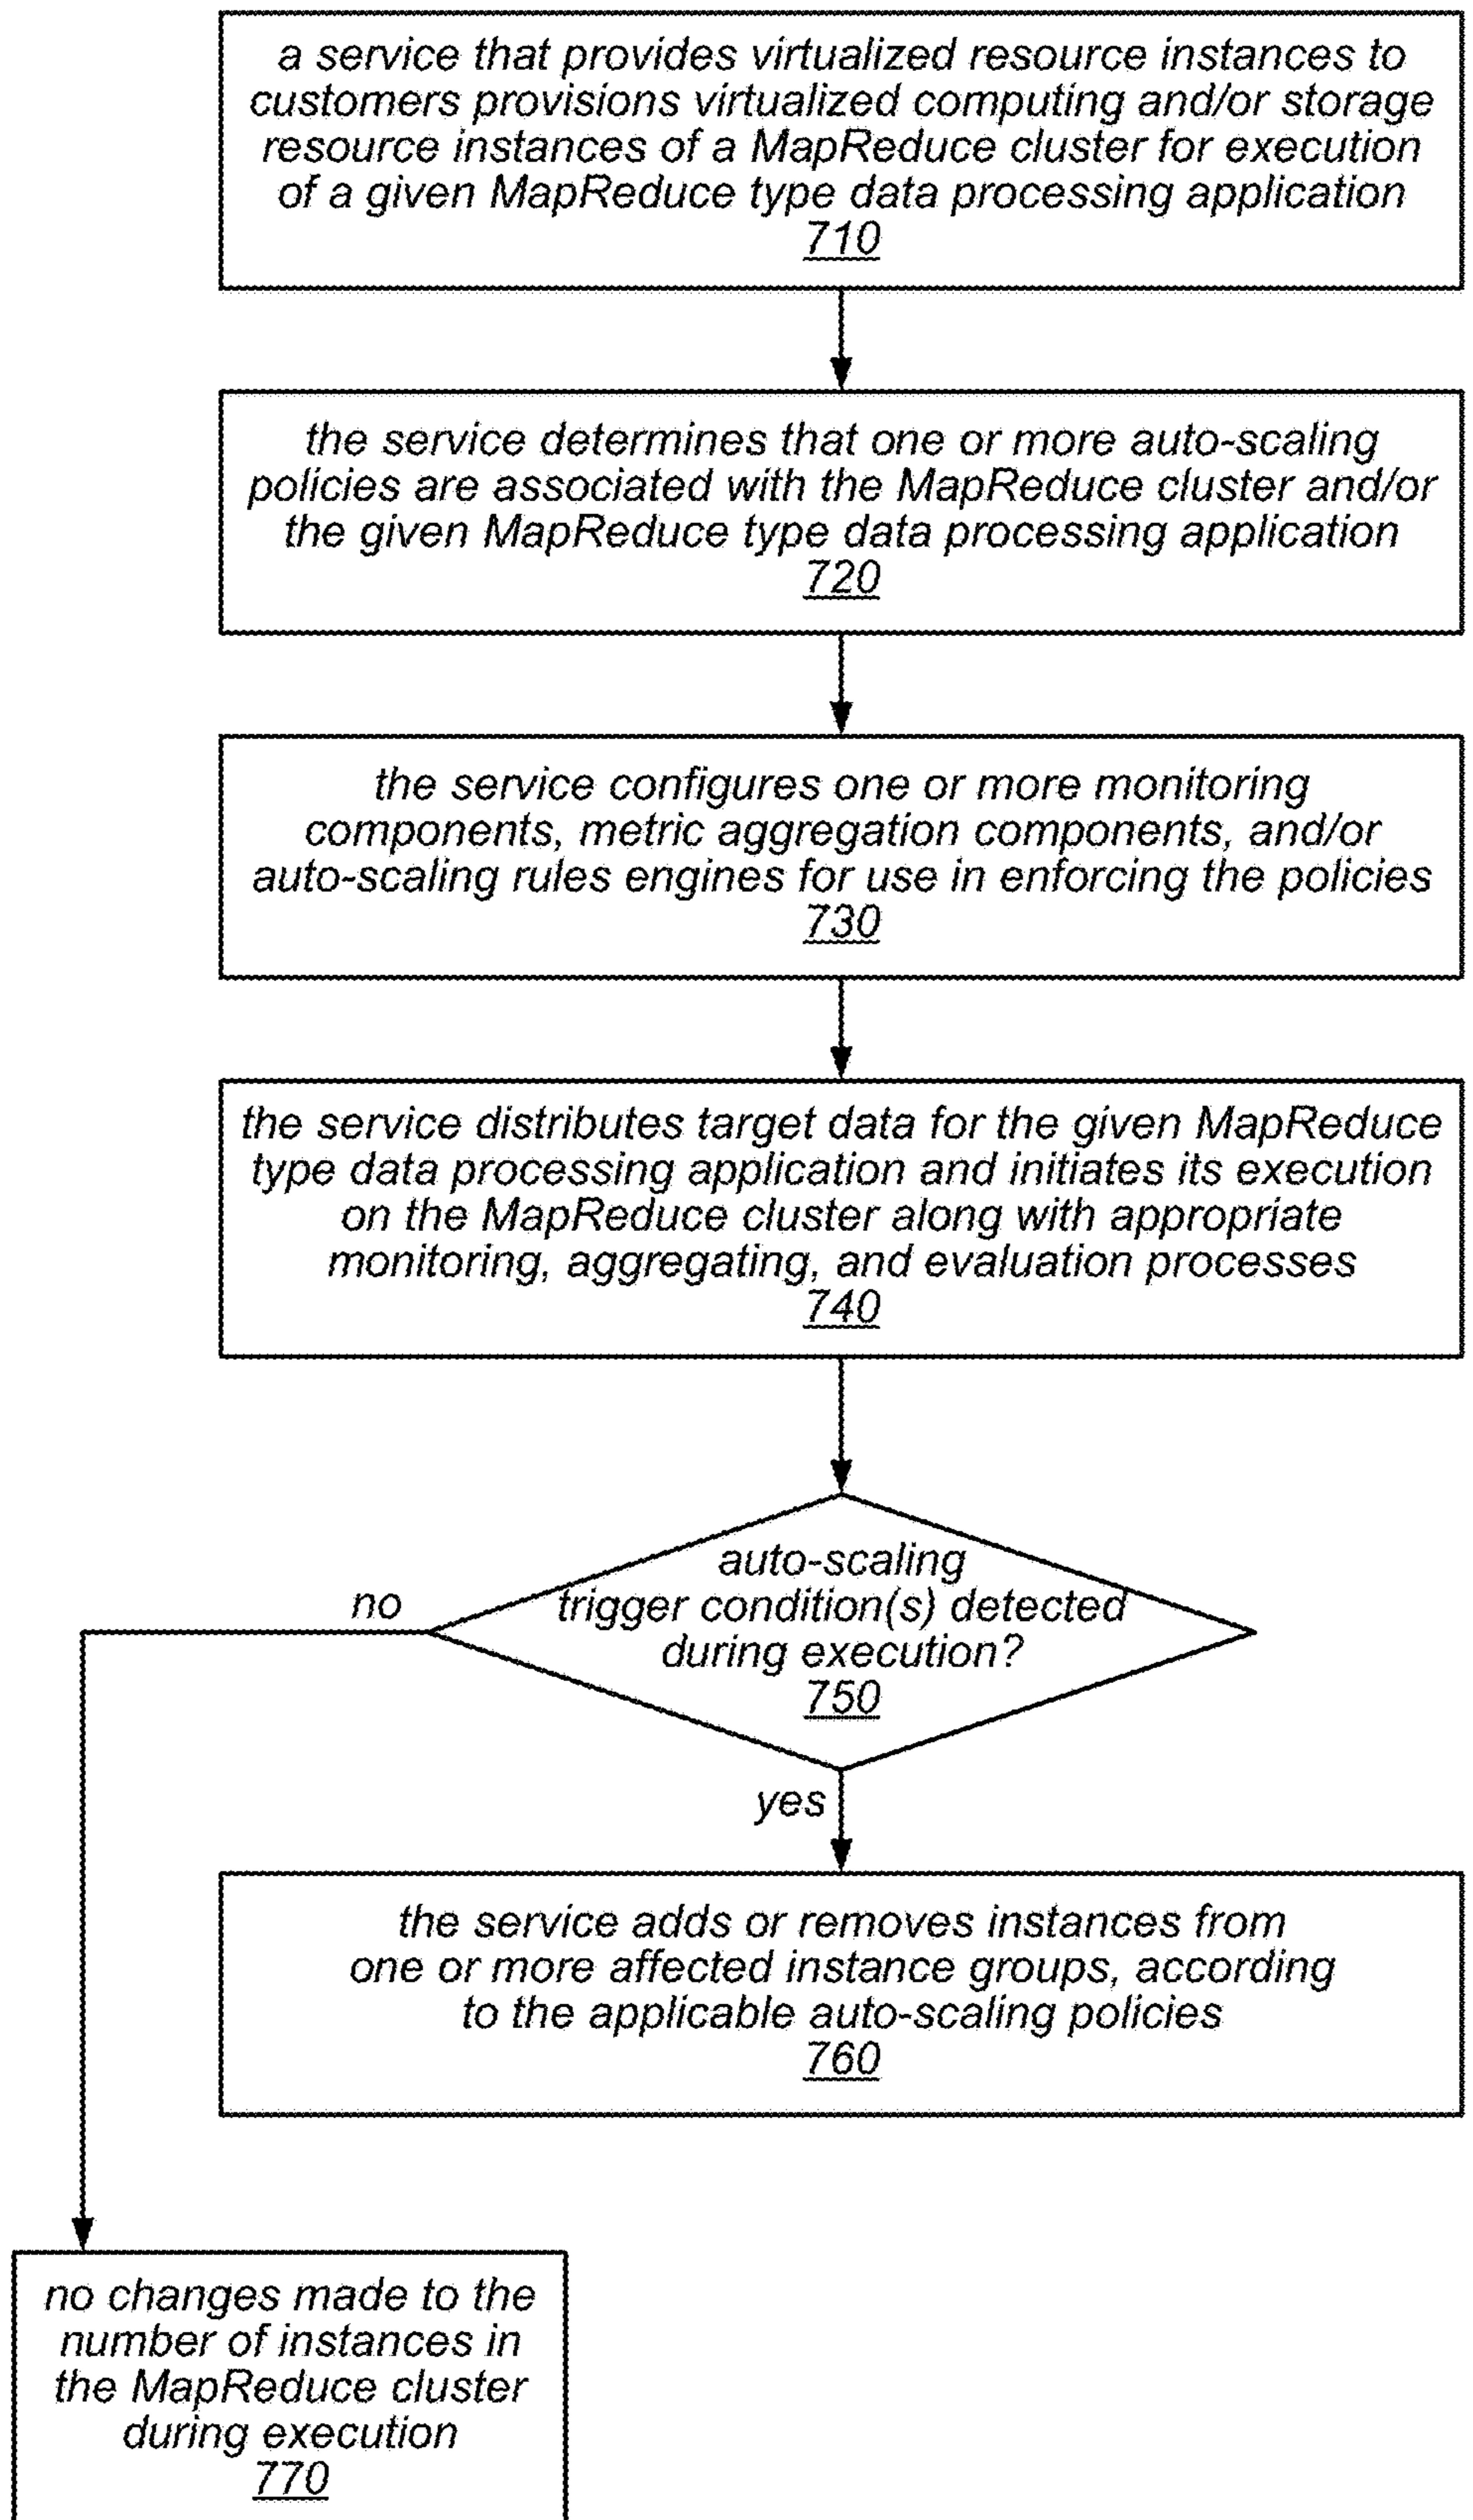 a service that provides virtualized resource instances to
customers provisions virtualized computing and/or storage
resource instances of a MapReduce cluster for execution
of a given MapReduce type data processing application
710
the service determines that one or more auto-scaling
policies are associated with the MapReduce cluster and/or
the given MapReduce type data processing application
720
the service configures one or more monitoring
components, metric aggregation components, and/or
auto-scaling rules engines for use in enforcing the policies
730
the service distributes target data for the given MapReduce
type data processing application and initiates its execution
on the MapReduce cluster along with appropriate
monitoring, aggregating, and evaluation processes
740
auto-scaling
trigger condition(s) detected
during execution?
750
no
yes
the service adds or removes instances from
one or more affected instance groups, according
to the applicable auto-scaling policies
760
no changes made to the
number of instances in
the MapReduce cluster
during execution
770